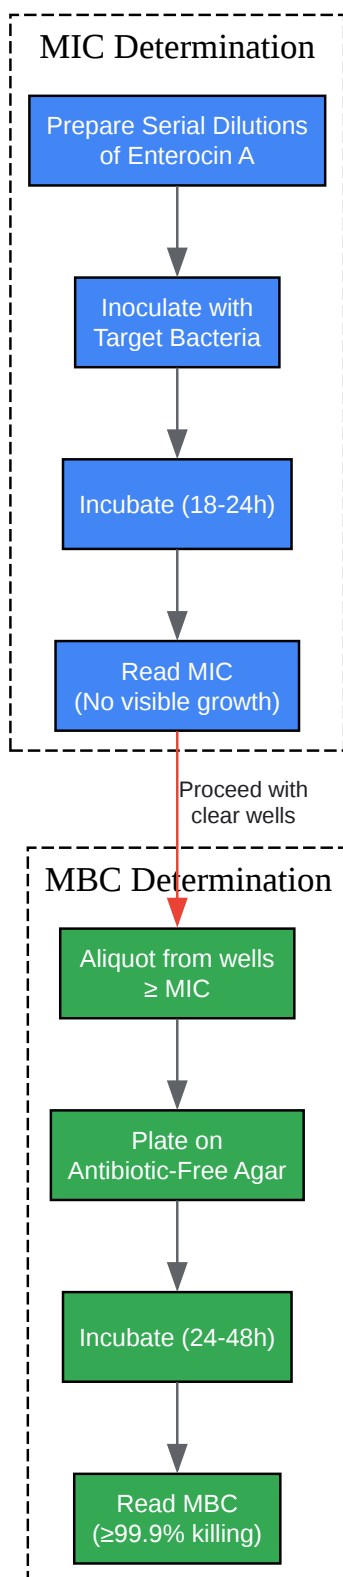 MIC Determination
Prepare Serial Dilutions
of Enterocin A
Inoculate with
Target Bacteria
Incubate (18-24h)
Read MIC
(No visible growth)
Proceed with
clear wells
MBC Determination
Aliquot from wells
≥ MIC
Plate on
Antibiotic-Free Agar
Incubate (24-48h)
Read MBC
(≥99.9% killing)